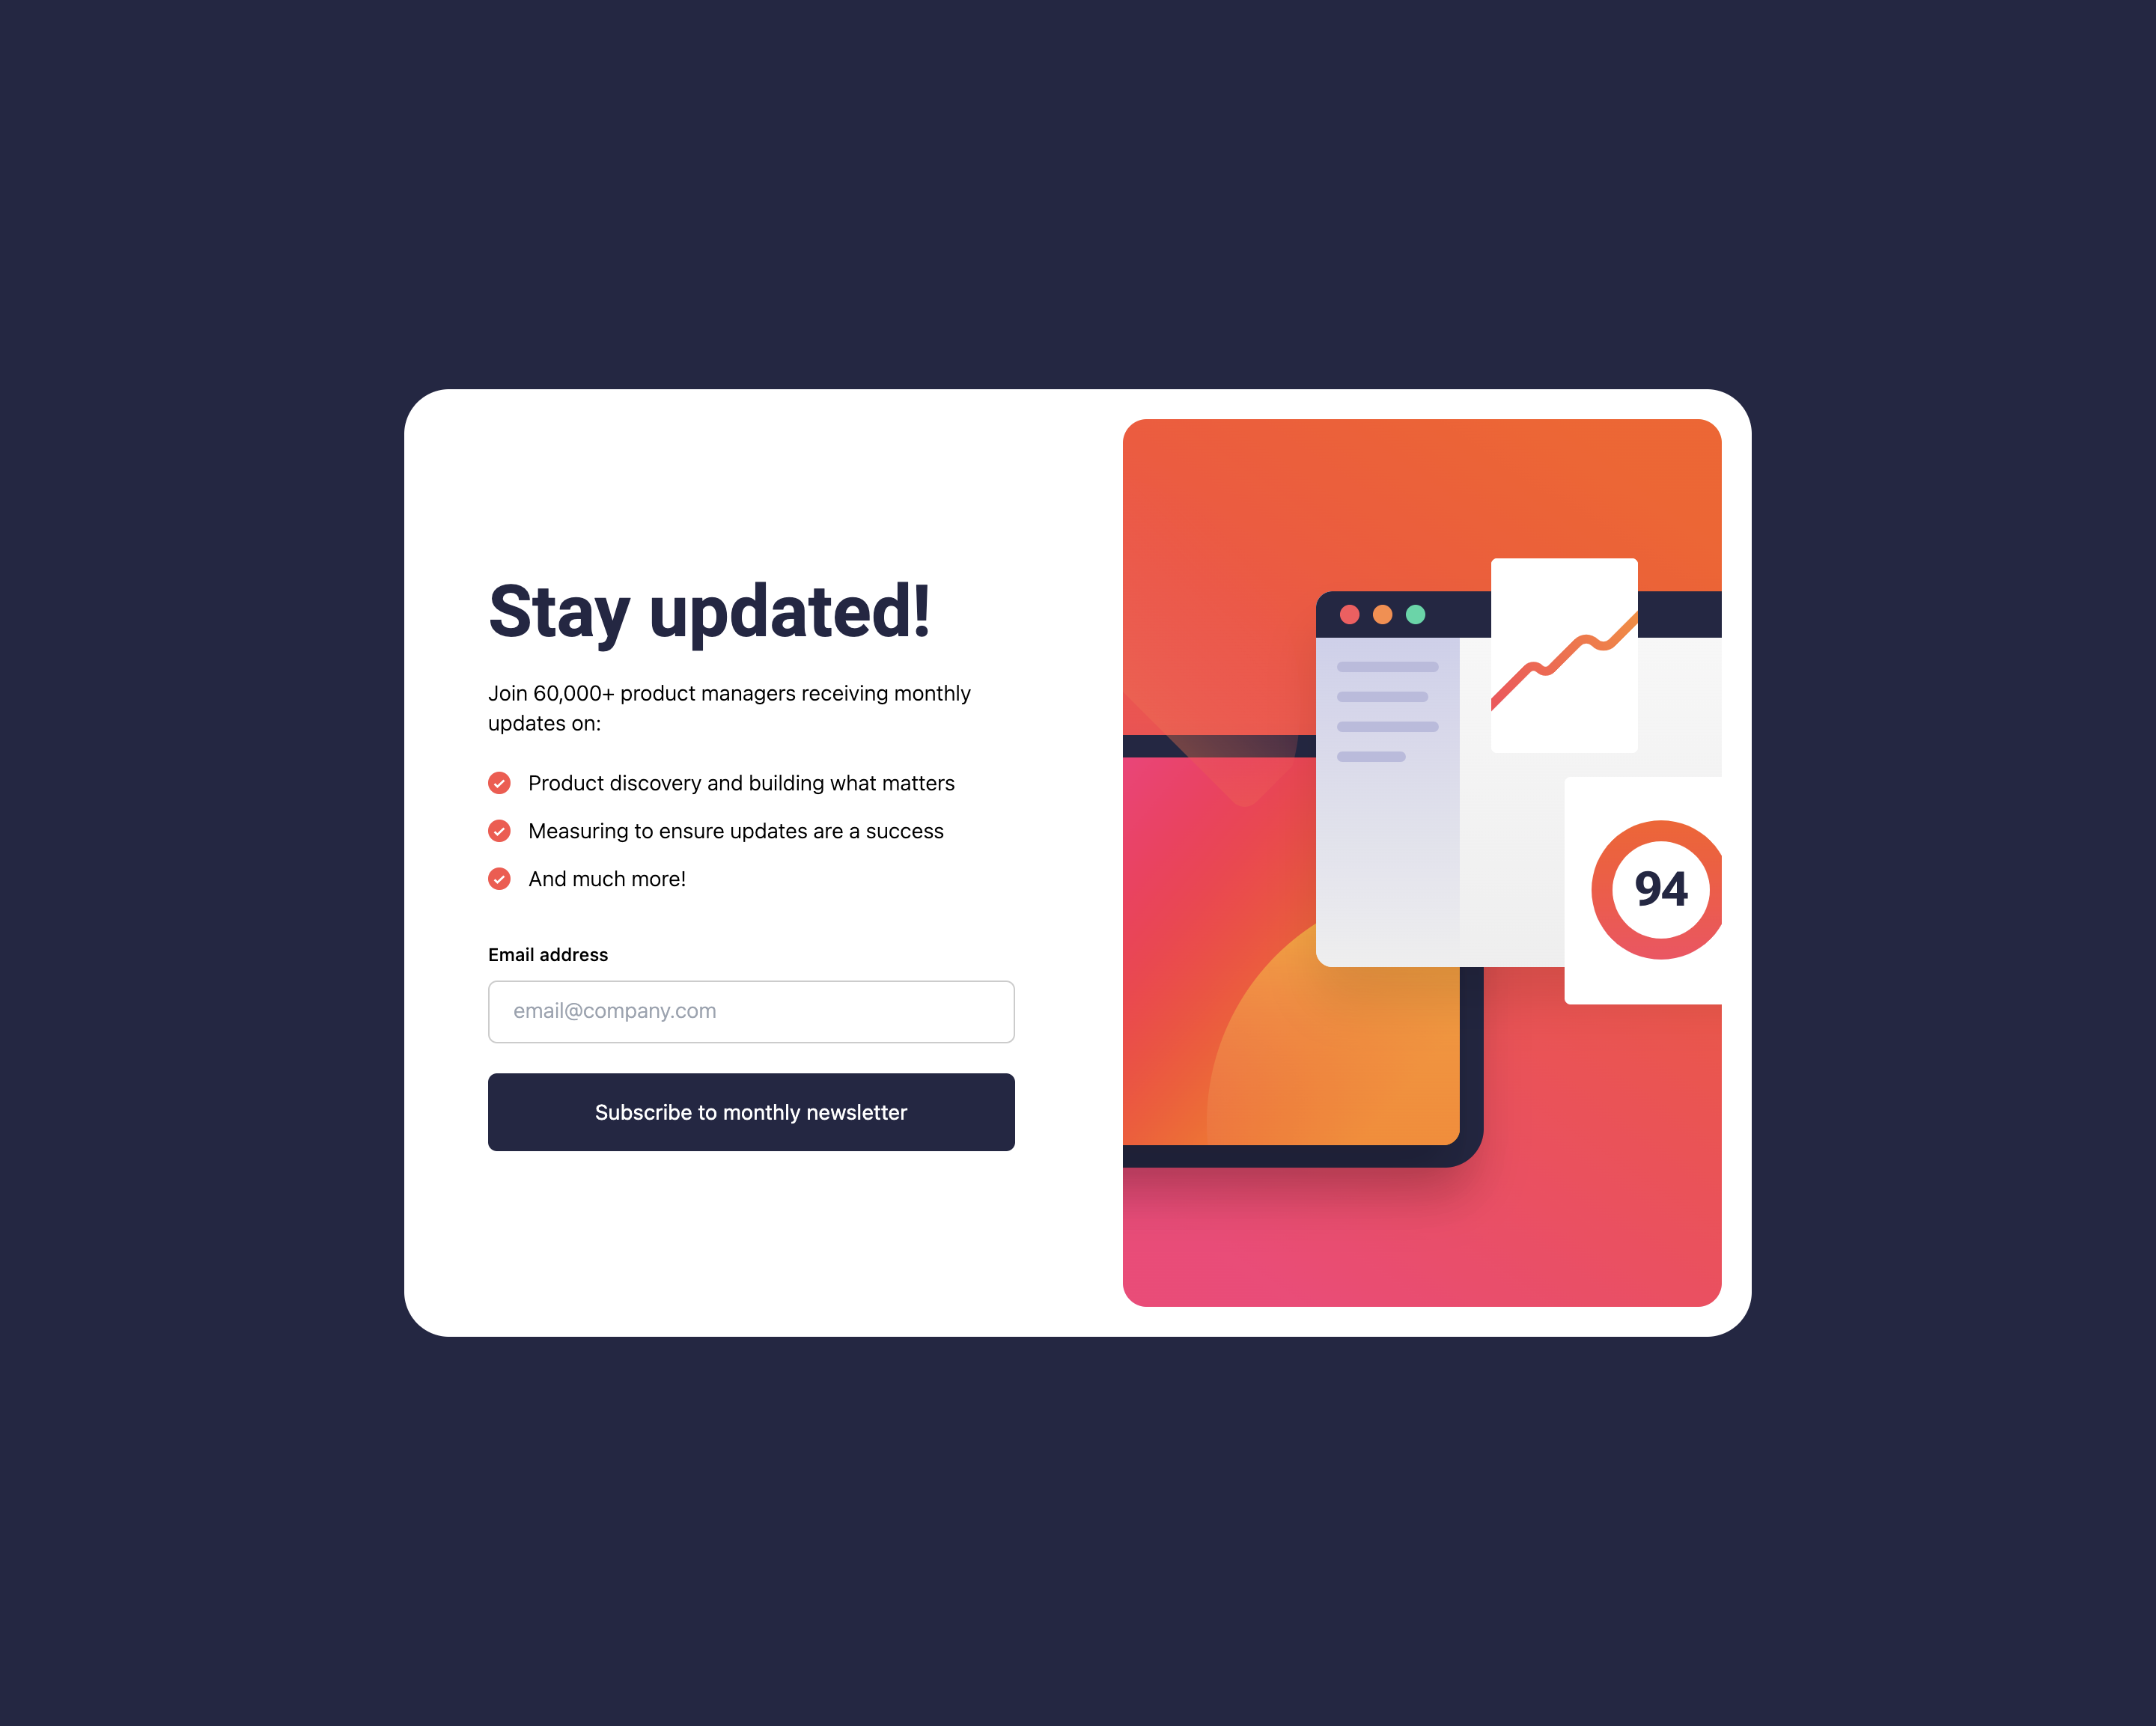 Stay updated!
Join 60,000+ product managers receiving monthly
updates on:
Product discovery and building what matters
Measuring to ensure updates are a success
And much more!
Email address
email@company.com
Subscribe to monthly newsletter
94